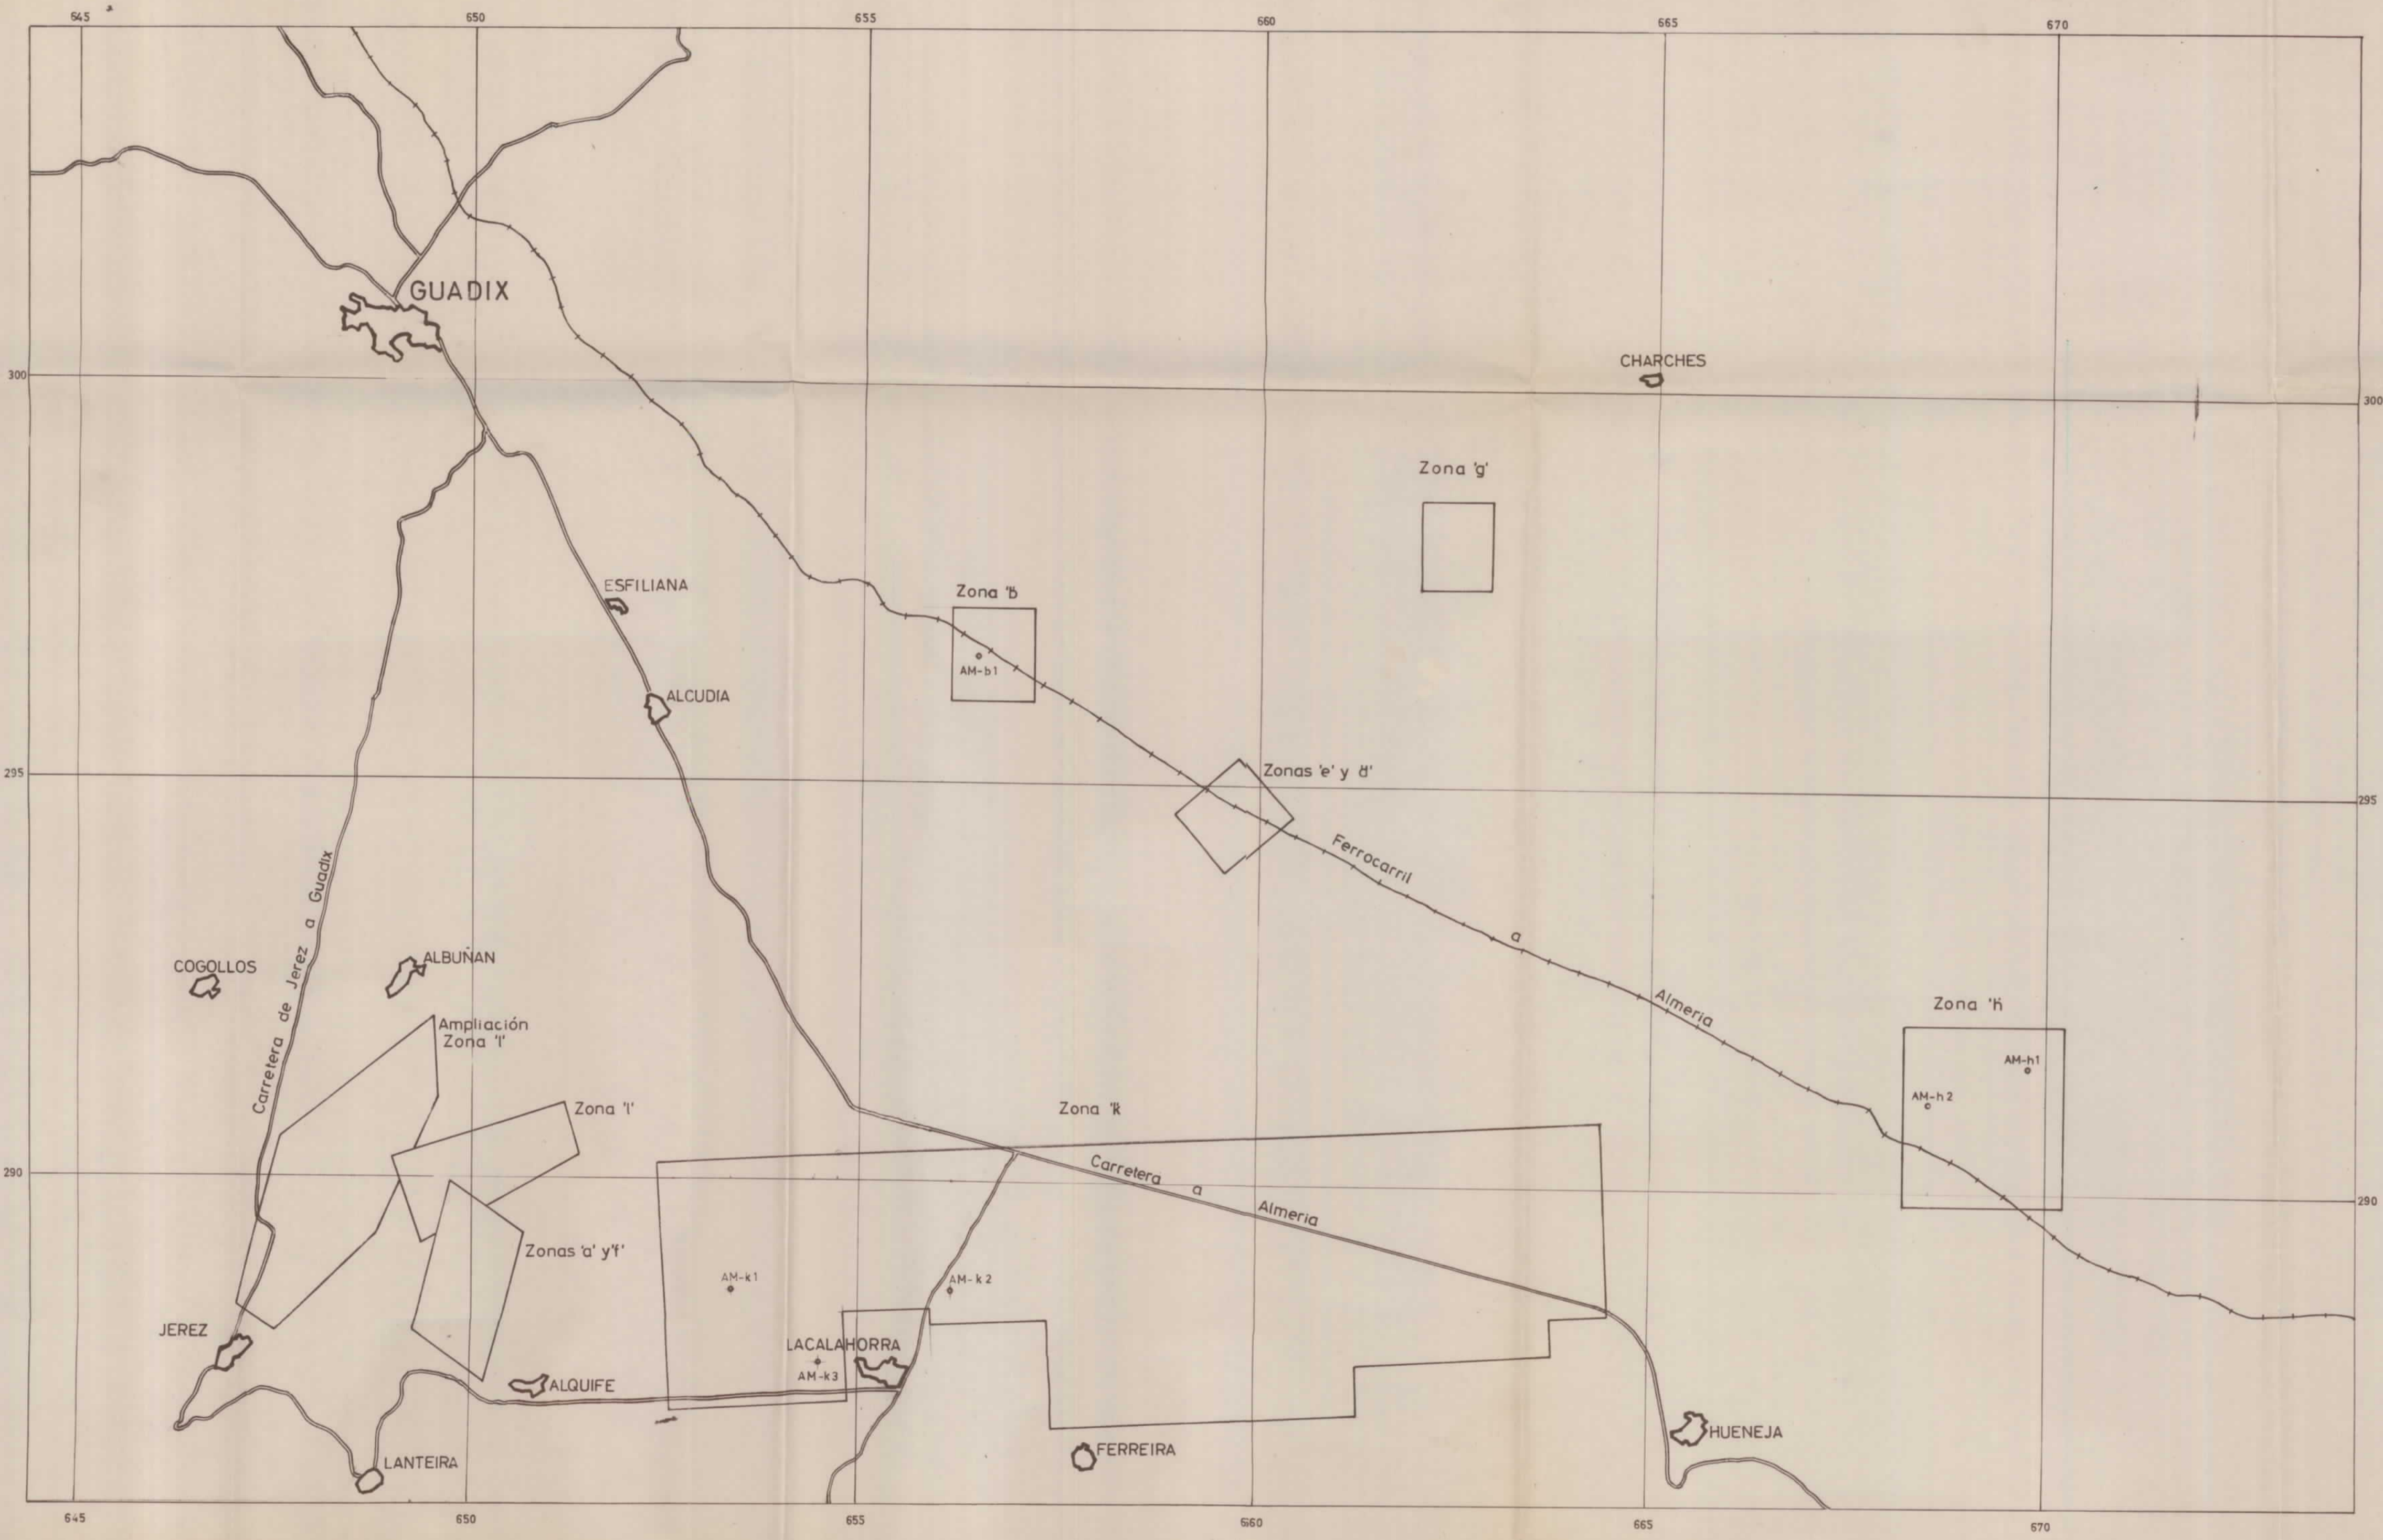 645
650
655
660
665
670
GUADIX
CHARCHES
300
300
Zona 'g'
ESFILIANA
Zona 'b'
AM-b1
ALCUDIA
295
Zonas 'e' y 'd'
295
Ferrocarril
a
Almeria
Carretera de Jerez a Guadix
COGOLLOS
ALBUÑAN
Ampliación
Zona 'l'
Zona 'h'
AM-h1
AM-h2
Zona 'l'
Zona 'k'
290
Carretera a
Almeria
290
Zonas 'a' y 'f'
AM-k1
AM-k2
JEREZ
LACALAHORRA
AM-k3
ALQUIFE
HUENEJA
FERREIRA
LANTEIRA
645
650
655
660
665
670